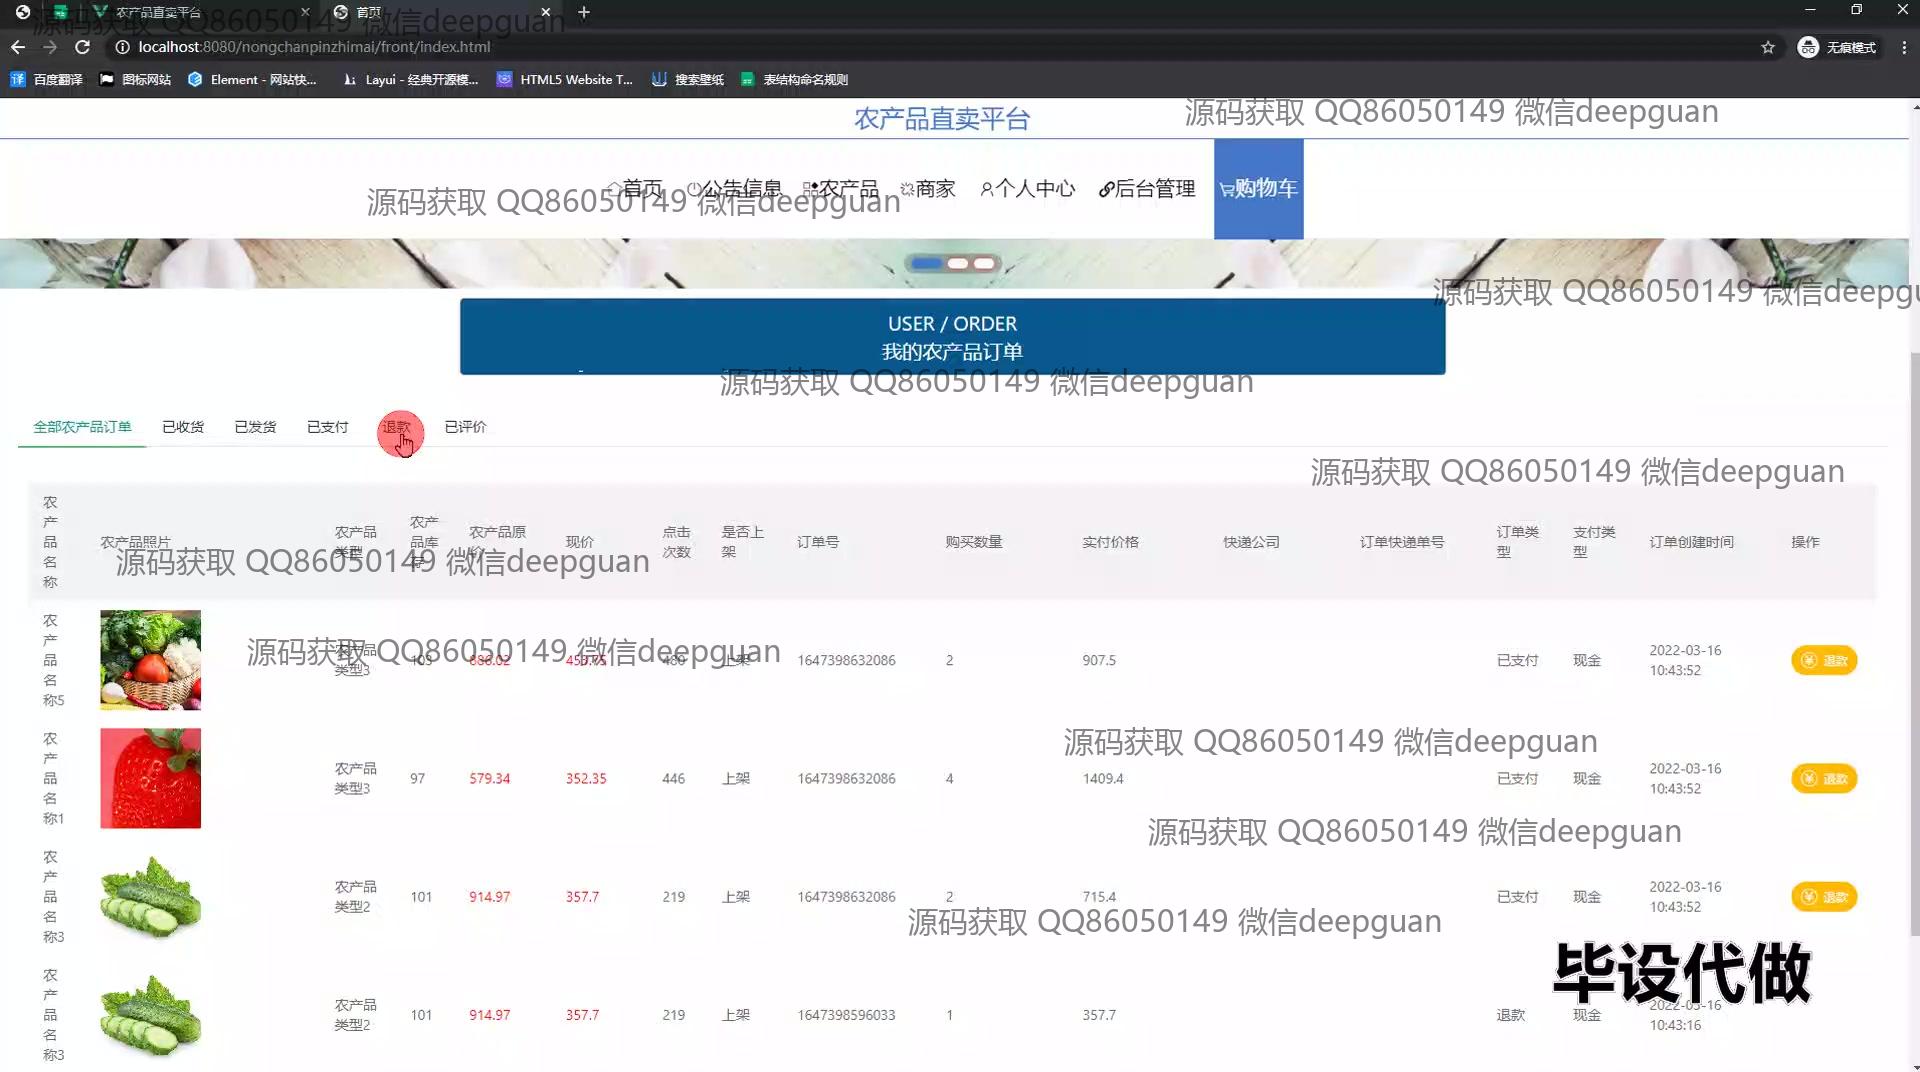 农产品直卖平台
首页
源码获取 QQ86050149 微信deepguan
localhost:8080/nongchanpinzhimai/front/index.html
无痕模式
百度翻译
图标网站
Element - 网站快...
Layui - 经典开源模...
HTML5 Website T...
搜索壁纸
表结构命名规则
农产品直卖平台
源码获取 QQ86050149 微信deepguan
首页
公告信息
农产品
商家
个人中心
后台管理
购物车
源码获取 QQ86050149 微信deepguan
源码获取 QQ86050149 微信deepgu
USER / ORDER
我的农产品订单
源码获取 QQ86050149 微信deepguan
全部农产品订单
已收货
已发货
已支付
退款
已评价
源码获取 QQ86050149 微信deepguan
农产品名称
农产品照片
农产品类型
农产品库
农产品原价
现价
点击次数
是否上架
订单号
购买数量
实付价格
快递公司
订单快递单号
订单类型
支付类型
订单创建时间
操作
源码获取 QQ86050149 微信deepguan
农产品名称5
农产品类型3
103
上架
1647398632086
2
907.5
已支付
现金
2022-03-16 10:43:52
退款
源码获取 QQ86050149 微信deepguan
农产品名称1
农产品类型3
97
579.34
352.35
446
上架
1647398632086
4
1409.4
已支付
现金
2022-03-16 10:43:52
退款
源码获取 QQ86050149 微信deepguan
源码获取 QQ86050149 微信deepguan
农产品名称3
农产品类型2
101
914.97
357.7
219
上架
1647398632086
2
715.4
已支付
现金
2022-03-16 10:43:52
退款
源码获取 QQ86050149 微信deepguan
毕设代做
农产品名称3
农产品类型2
101
914.97
357.7
219
上架
1647398596033
1
357.7
退款
现金
2022-03-16 10:43:16